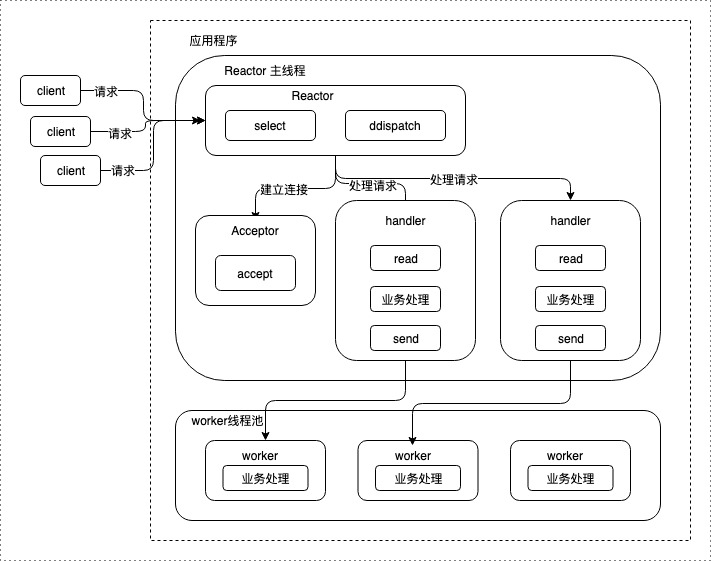 应用程序
Reactor 主线程
Reactor
select
ddispatch
client
请求
client
请求
client
请求
建立连接
处理请求
处理请求
Acceptor
accept
handler
read
业务处理
send
handler
read
业务处理
send
worker线程池
worker
业务处理
worker
业务处理
worker
业务处理